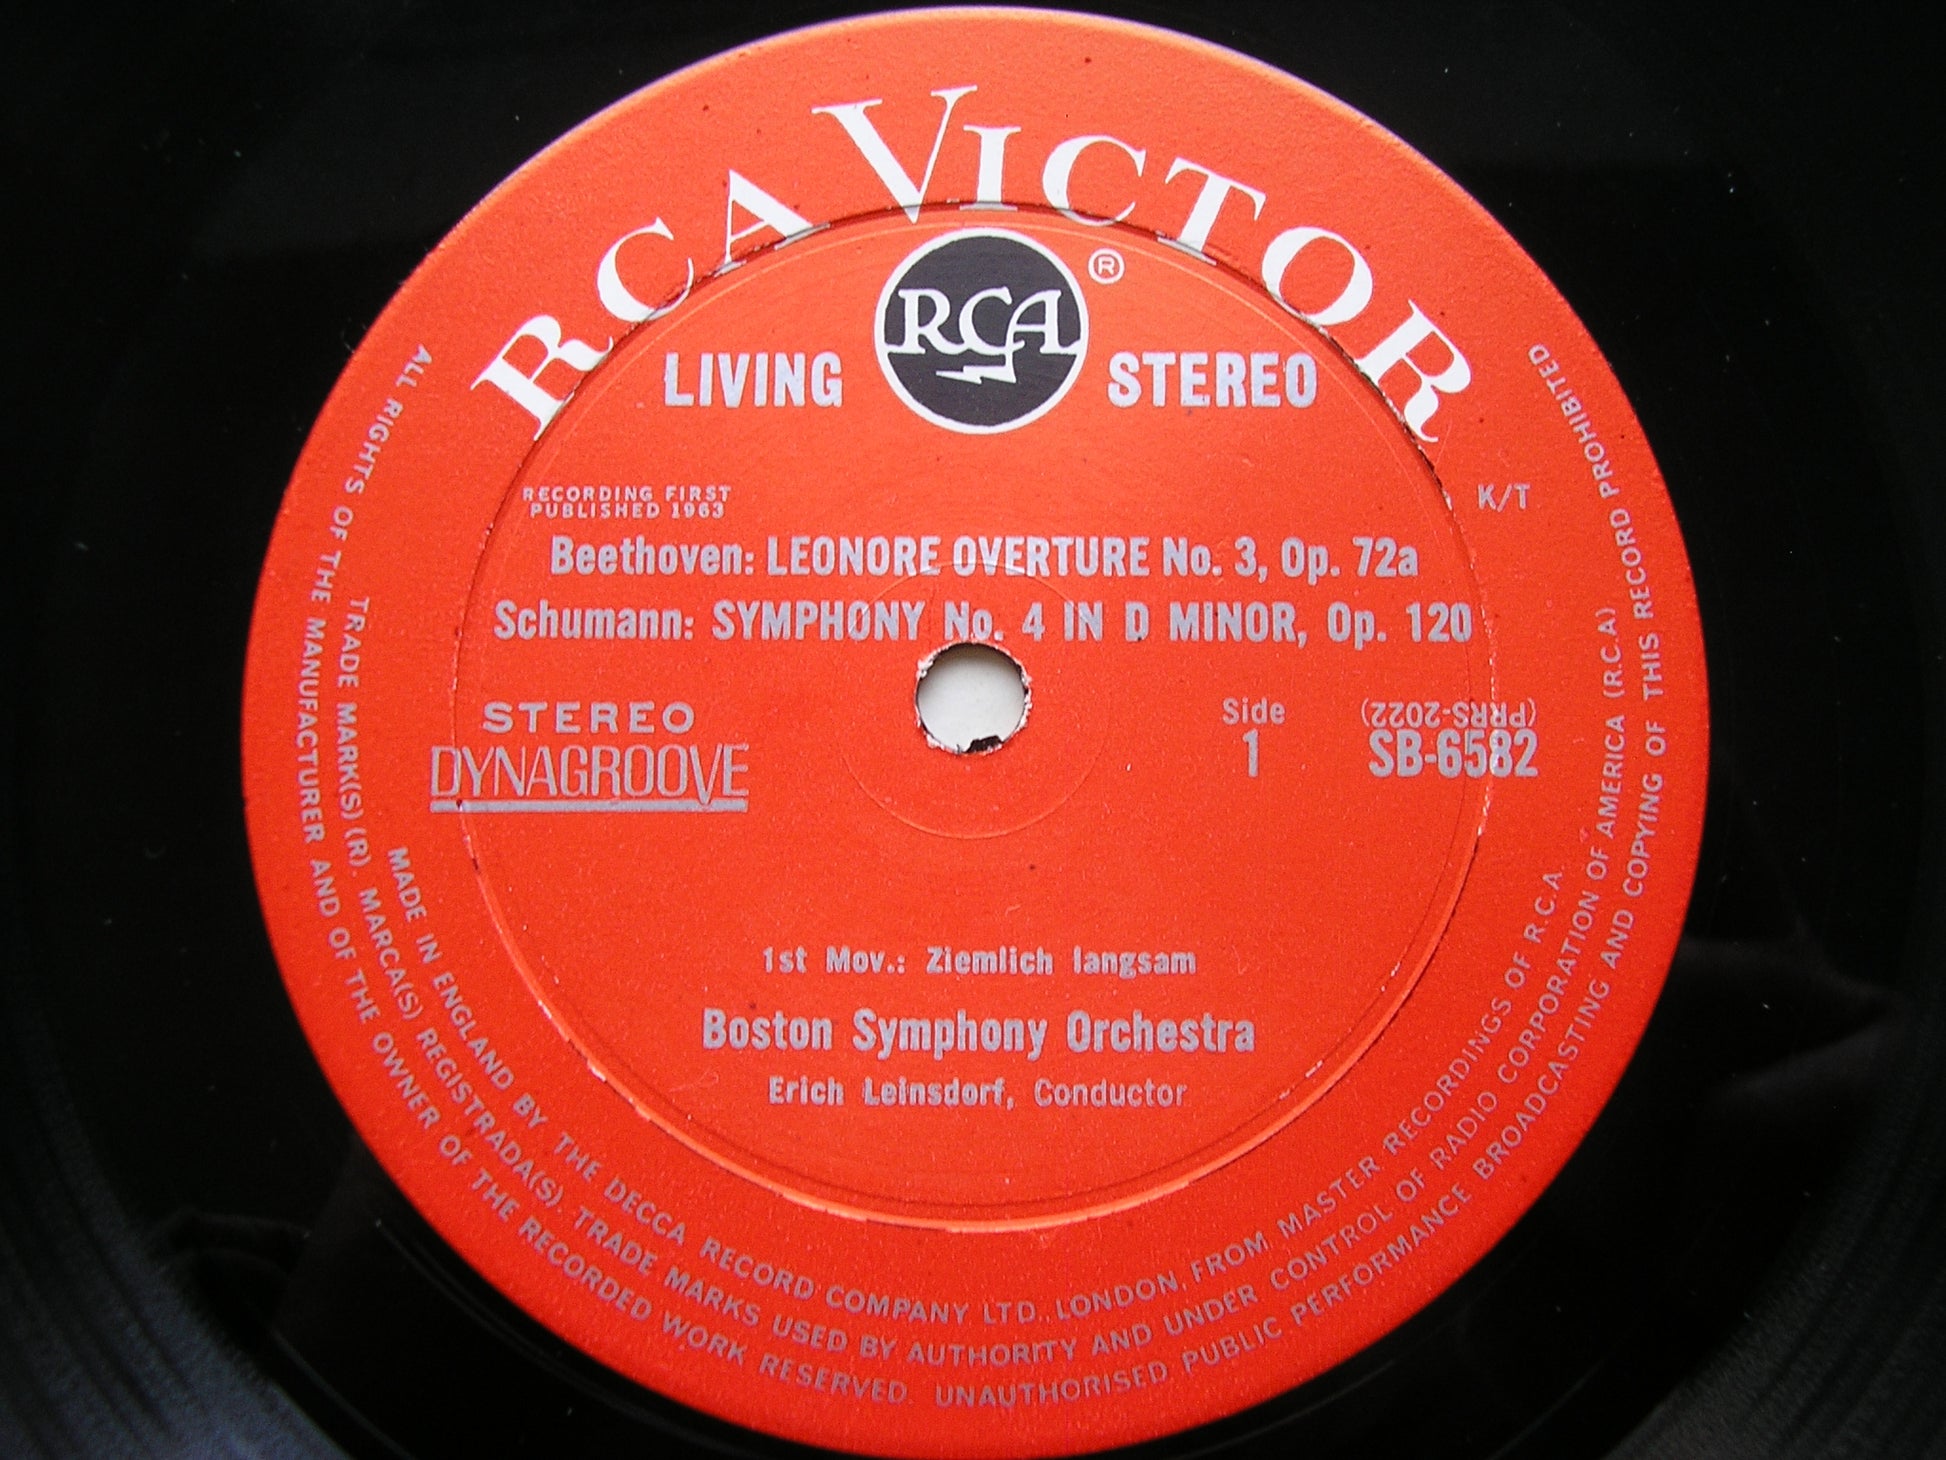 RCA VICTOR
RCA ®
LIVING STEREO
RECORDING FIRST
PUBLISHED 1963
K/T
Beethoven: LEONORE OVERTURE No. 3, Op. 72a
Schumann: SYMPHONY No. 4 IN D MINOR, Op. 120
STEREO
DYNAGROOVE
Side
1
(PRRS-2022)
SB-6582
1st Mov.: Ziemlich langsam
Boston Symphony Orchestra
Erich Leinsdorf, Conductor
MADE IN ENGLAND BY THE DECCA RECORD COMPANY LTD., LONDON, FROM MASTER RECORDINGS OF R.C.A.
TRADE MARK(S) (R). MARCA(S) REGISTRADA(S). TRADE MARKS USED BY AUTHORITY AND UNDER CONTROL OF RADIO CORPORATION OF AMERICA (R.C.A)
ALL RIGHTS OF THE MANUFACTURER AND OF THE OWNER OF THE RECORDED WORK RESERVED. UNAUTHORISED PUBLIC PERFORMANCE BROADCASTING AND COPYING OF THIS RECORD PROHIBITED